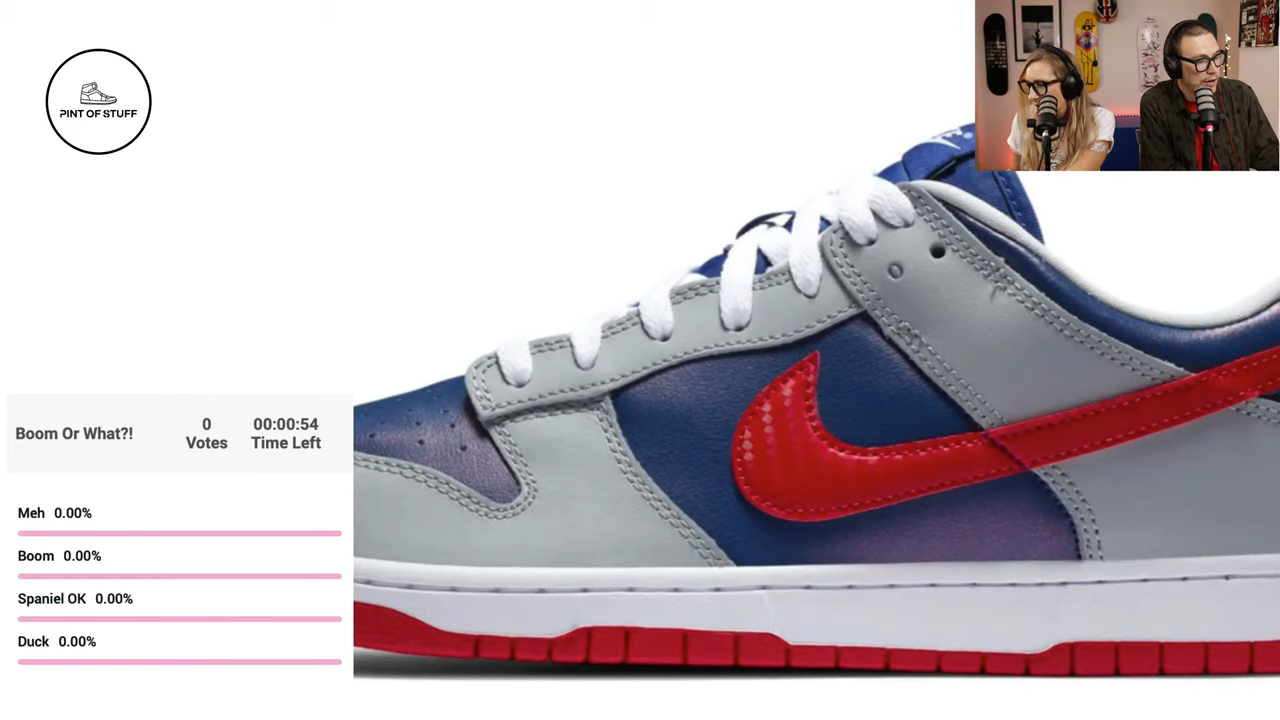 PINT OF STUFF
Boom Or What?!
0
Votes
00:00:54
Time Left
Meh 0.00%
Boom 0.00%
Spaniel OK 0.00%
Duck 0.00%